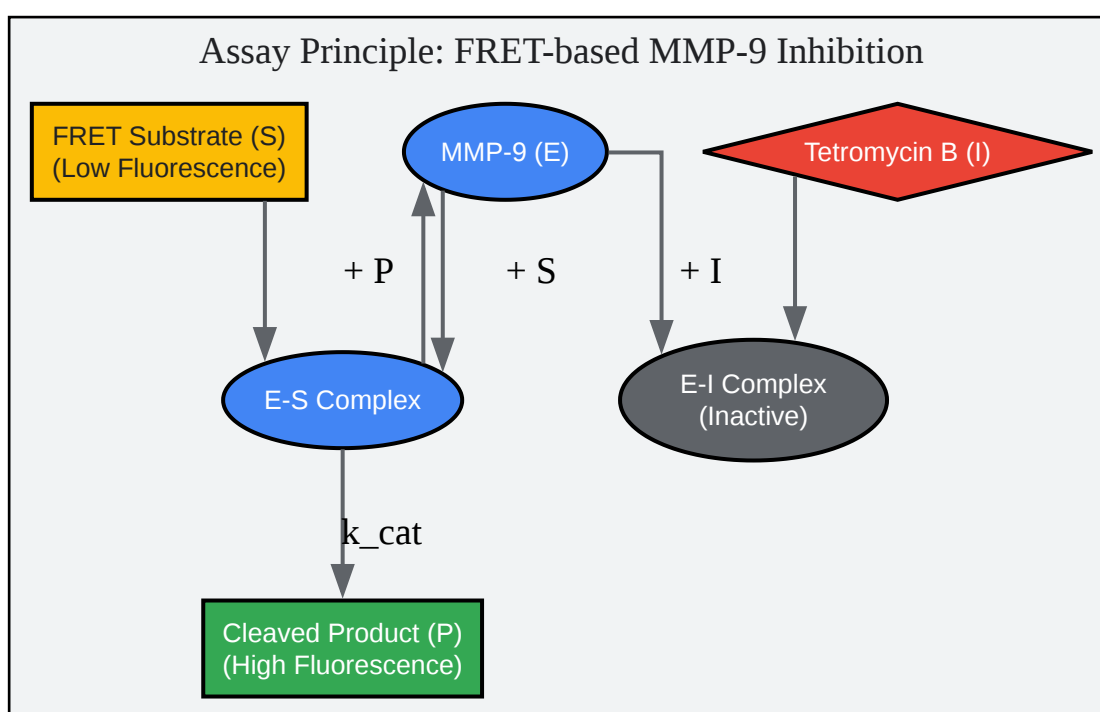 Assay Principle: FRET-based MMP-9 Inhibition
FRET Substrate (S)
(Low Fluorescence)
MMP-9 (E)
Tetromycin B (I)
+ P
+ S
+ I
E-S Complex
E-I Complex
(Inactive)
k_cat
Cleaved Product (P)
(High Fluorescence)